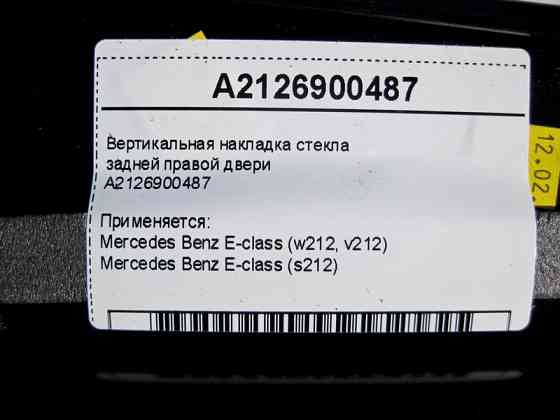 A2126900487
Вертикальная накладка стекла
задней правой двери
A2126900487
Применяется:
Mercedes Benz E-class (w212, v212)
Mercedes Benz E-class (s212)
12.02.